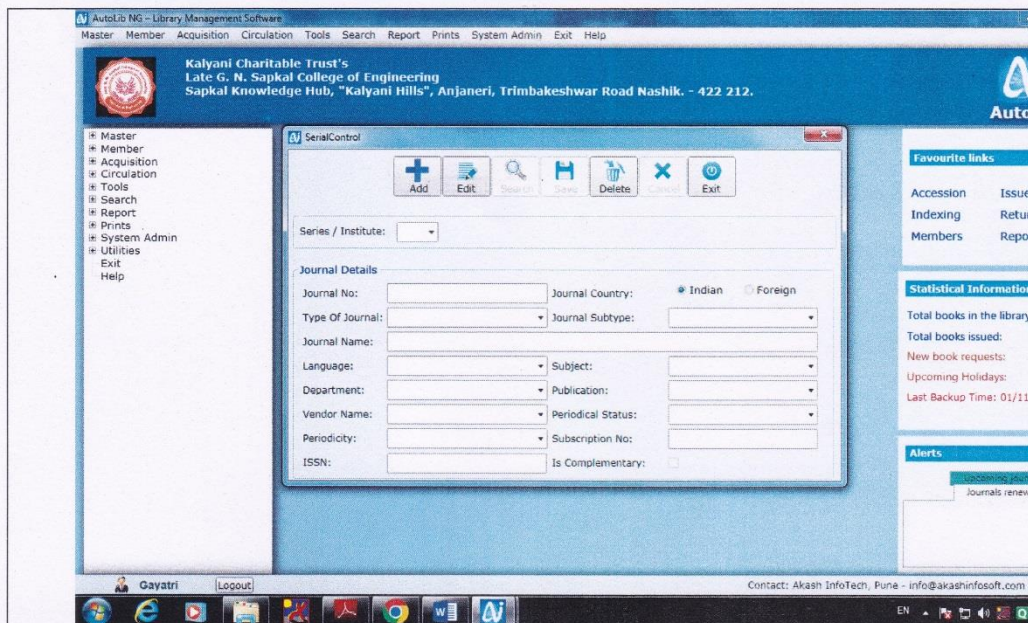 AutoLib NG – Library Management Software
Master Member Acquisition Circulation Tools Search Report Prints System Admin Exit Help
Kalyani Charitable Trust's
Late G. N. Sapkal College of Engineering
Sapkal Knowledge Hub, "Kalyani Hills", Anjaneri, Trimbakeshwar Road Nashik. - 422 212.
Auto
Master
Member
Acquisition
Circulation
Tools
Search
Report
Prints
System Admin
Utilities
Exit
Help
SerialControl
Add Edit Search Save Delete Cancel Exit
Series / Institute:
Journal Details
Journal No: Journal Country: Indian Foreign
Type Of Journal: Journal Subtype:
Journal Name:
Language: Subject:
Department: Publication:
Vendor Name: Periodical Status:
Periodicity: Subscription No:
ISSN: Is Complementary:
Favourite links
Accession Issue
Indexing Retu
Members Repo
Statistical Information
Total books in the library
Total books issued:
New book requests:
Upcoming Holidays:
Last Backup Time: 01/11
Alerts
Upcoming jour
Journals renew
Gayatri Logout
Contact: Akash InfoTech, Pune - info@akashinfosoft.com
EN